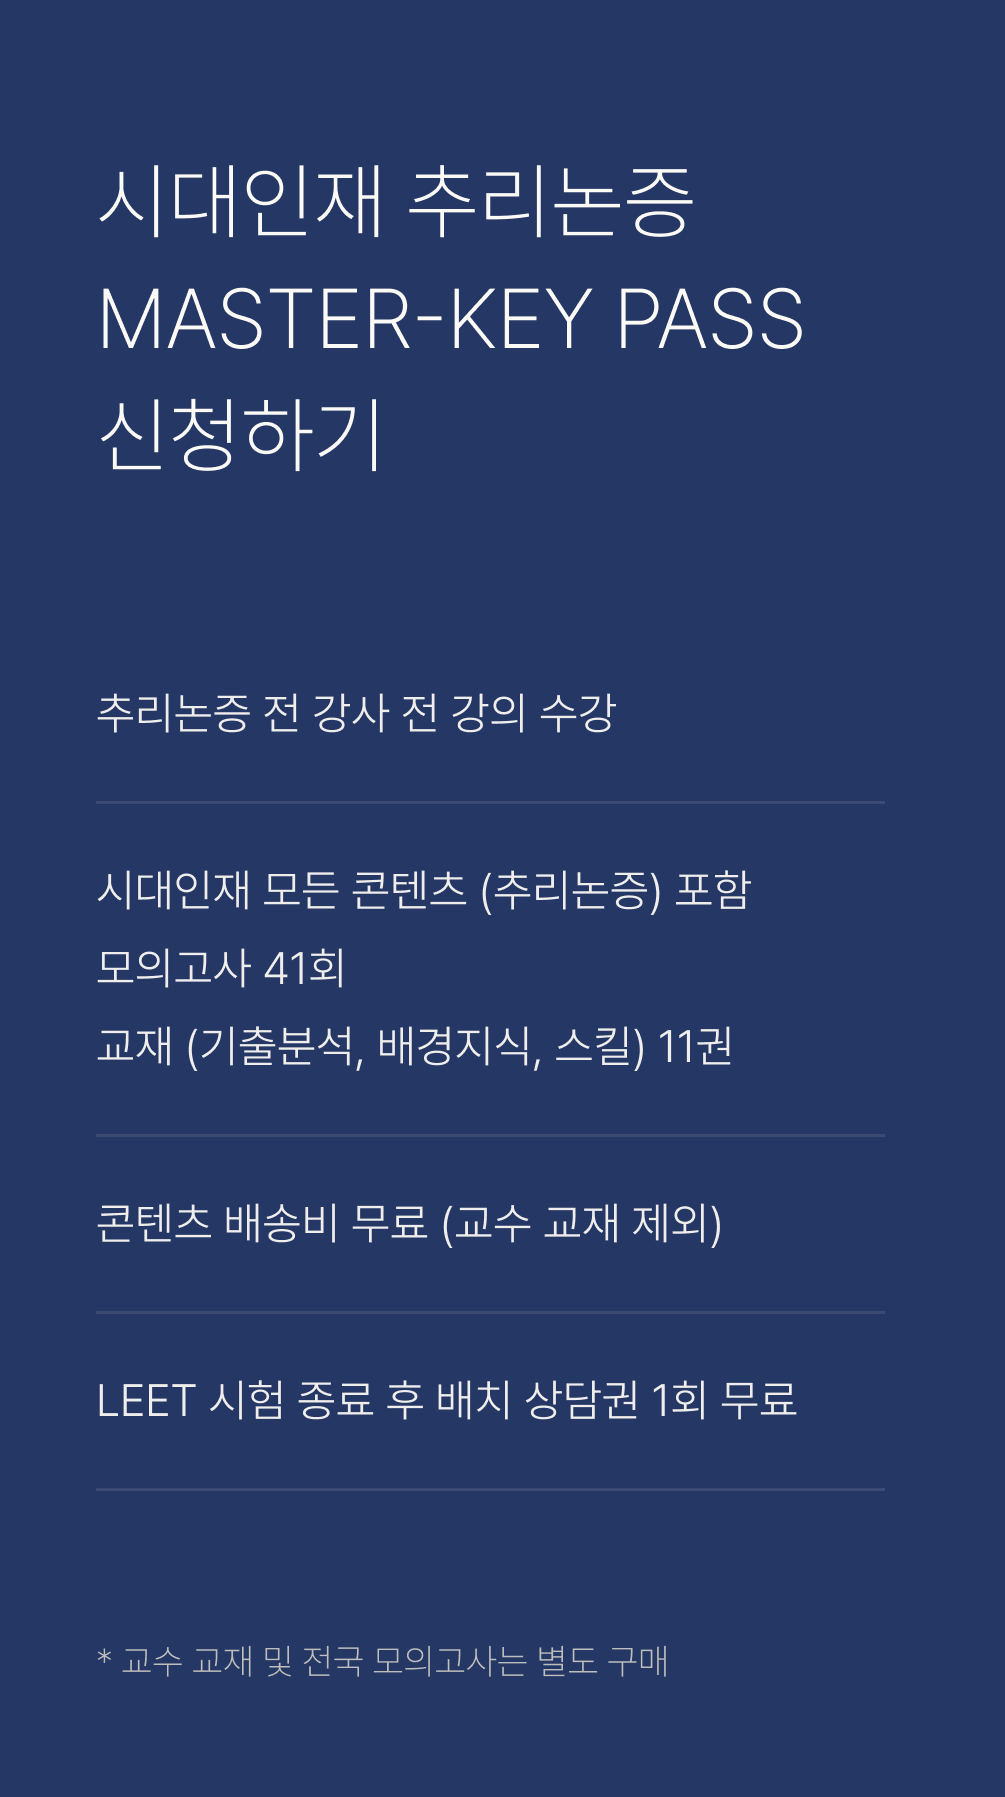 시대인재 추리논증
MASTER-KEY PASS
신청하기
추리논증 전 강사 전 강의 수강
시대인재 모든 콘텐츠 (추리논증) 포함
모의고사 41회
교재 (기출분석, 배경지식, 스킬) 11권
콘텐츠 배송비 무료 (교수 교재 제외)
LEET 시험 종료 후 배치 상담권 1회 무료
* 교수 교재 및 전국 모의고사는 별도 구매